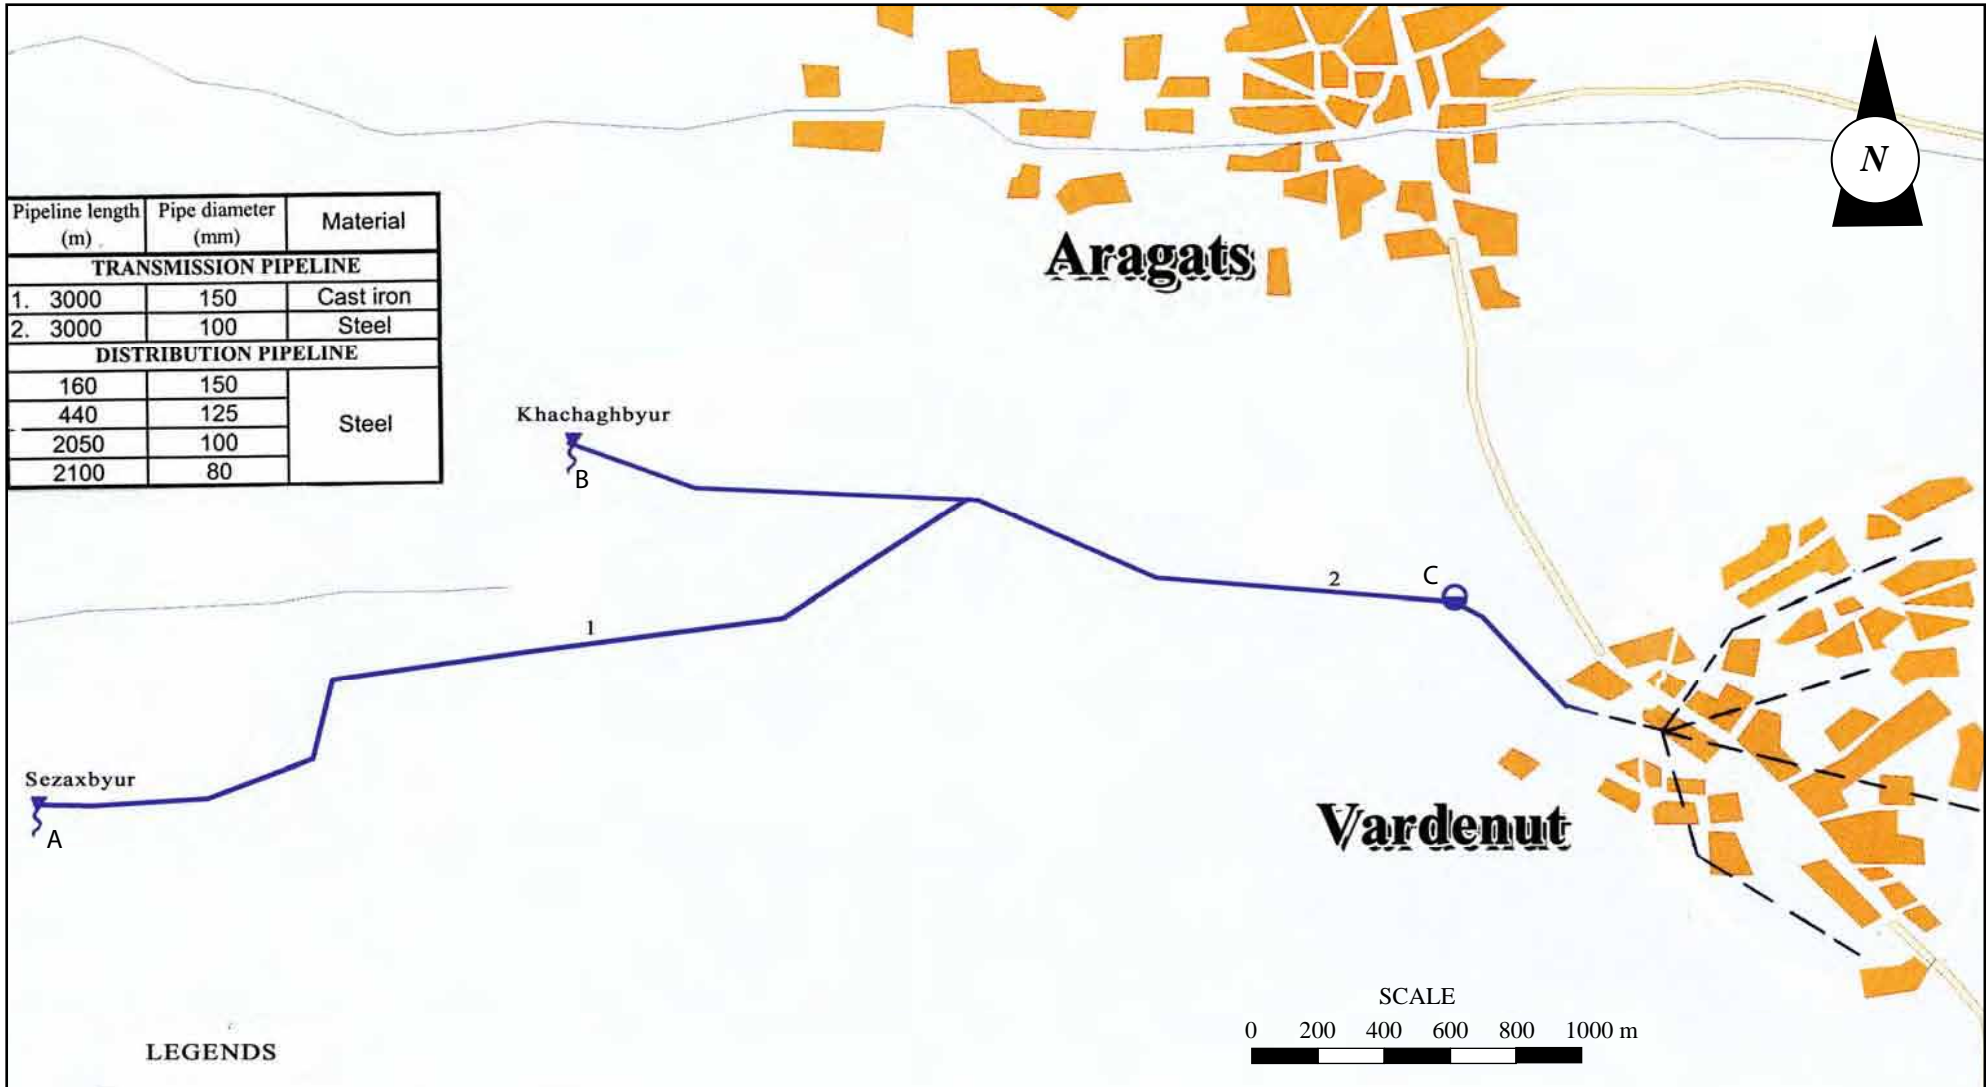 N
Pipeline length (m)
Pipe diameter (mm)
Material
TRANSMISSION PIPELINE
1. 3000 150 Cast iron
2. 3000 100 Steel
DISTRIBUTION PIPELINE
160 150
440 125
2050 100
2100 80
Steel
Aragats
Khachaghbyur
B
C
2
1
Sezaxbyur
A
Vardenut
SCALE
0 200 400 600 800 1000 m
LEGENDS